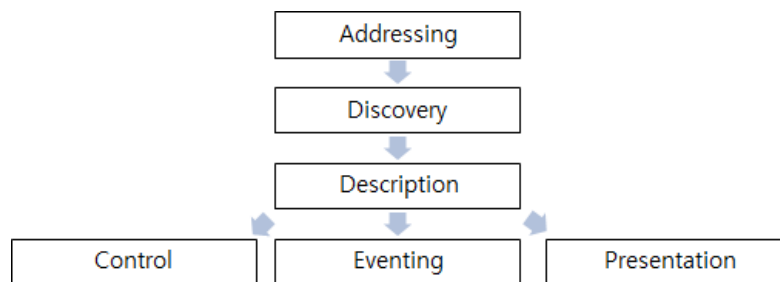 Addressing
Discovery
Description
Control
Eventing
Presentation